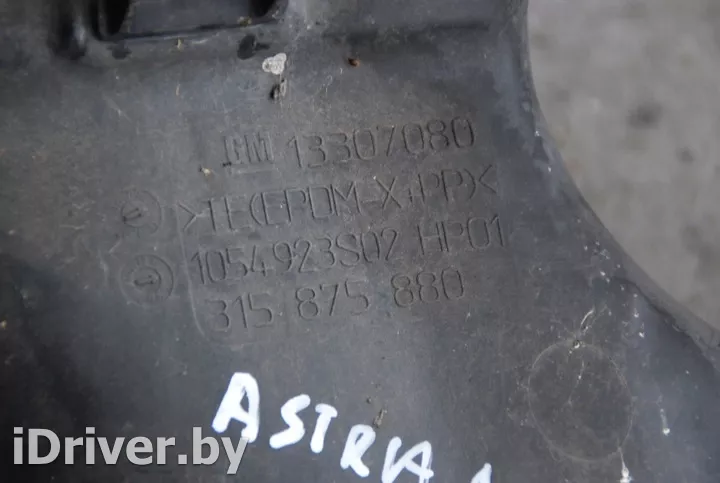 GM 13307080
>TE(EPDM-X+PP)<
1054923S02 HP01
315 875 880
ASTRA
iDriver.by